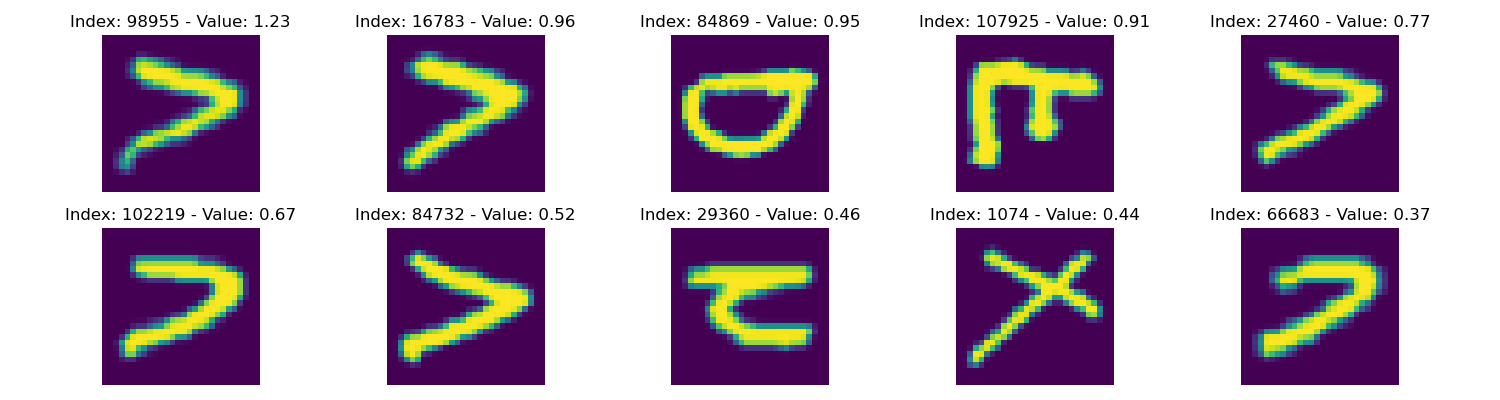 Index: 98955 - Value: 1.23
Index: 16783 - Value: 0.96
Index: 84869 - Value: 0.95
Index: 107925 - Value: 0.91
Index: 27460 - Value: 0.77
Index: 102219 - Value: 0.67
Index: 84732 - Value: 0.52
Index: 29360 - Value: 0.46
Index: 1074 - Value: 0.44
Index: 66683 - Value: 0.37